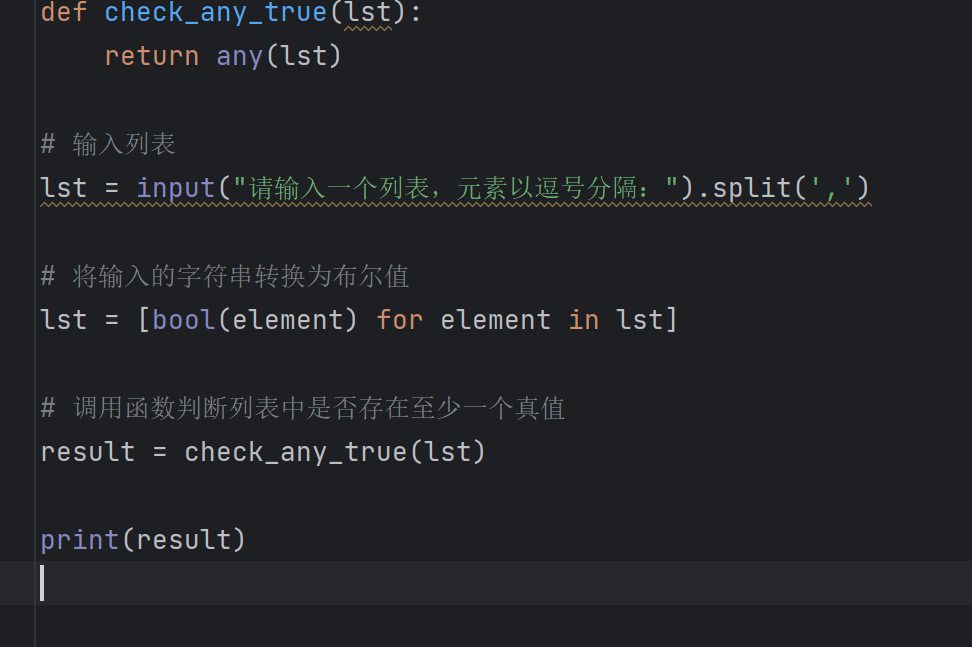 def check_any_true(lst):
    return any(lst)
# 输入列表
lst = input("请输入一个列表，元素以逗号分隔：").split(',')
# 将输入的字符串转换为布尔值
lst = [bool(element) for element in lst]
# 调用函数判断列表中是否存在至少一个真值
result = check_any_true(lst)
print(result)